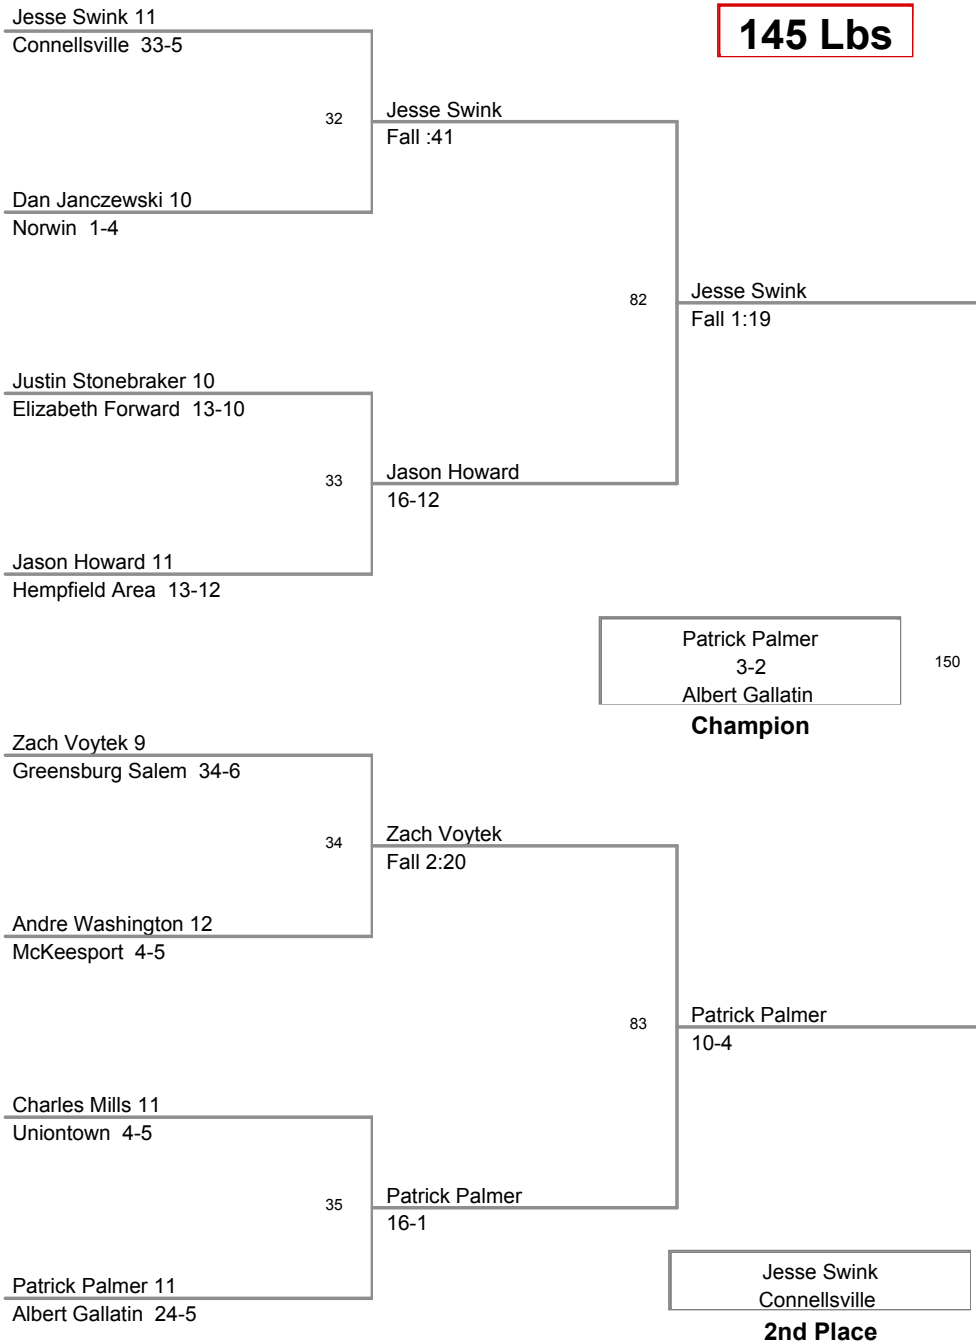 Jesse Swink 11
Connellsville 33-5
145 Lbs
32
Jesse Swink
Fall :41
Dan Janczewski 10
Norwin 1-4
82
Jesse Swink
Fall 1:19
Justin Stonebraker 10
Elizabeth Forward 13-10
33
Jason Howard
16-12
Jason Howard 11
Hempfield Area 13-12
Patrick Palmer
3-2
Albert Gallatin
150
Champion
Zach Voytek 9
Greensburg Salem 34-6
34
Zach Voytek
Fall 2:20
Andre Washington 12
McKeesport 4-5
83
Patrick Palmer
10-4
Charles Mills 11
Uniontown 4-5
35
Patrick Palmer
16-1
Patrick Palmer 11
Albert Gallatin 24-5
Jesse Swink
Connellsville
2nd Place